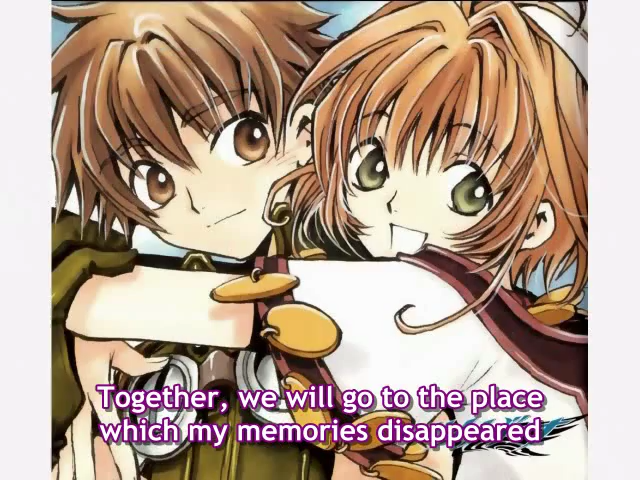 Together, we will go to the place
which my memories disappeared